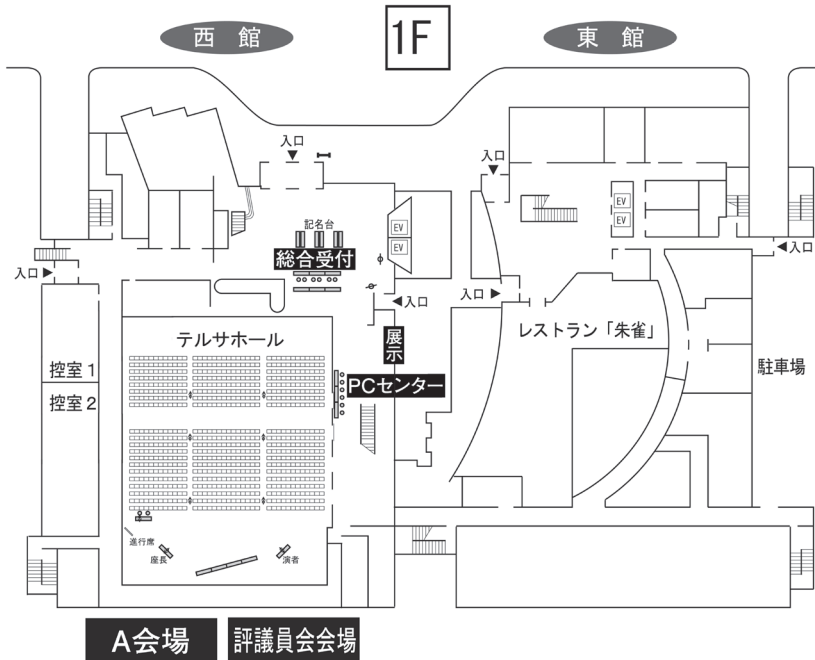 西館
1F
東館
入口
入口
記名台
EV
EV
EV
EV
総合受付
入口
入口
入口
入口
テルサホール
展示
レストラン「朱雀」
控室1
PCセンター
駐車場
控室2
進行席
座長
演者
A会場
評議員会会場